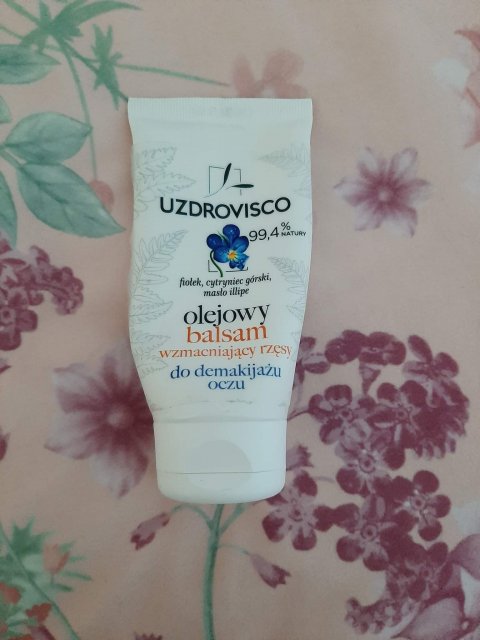 UZDROVISCO
99,4% NATURY
fiołek, cytryniec górski,
masło illipe
olejowy
balsam
wzmacniający rzęsy
do demakijażu
oczu